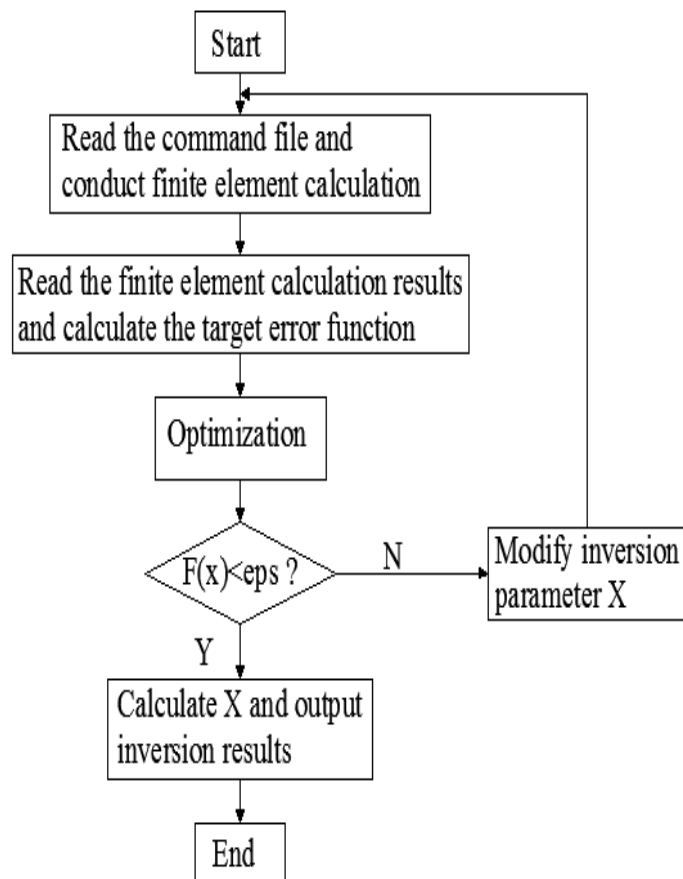 Start
Read the command file and
conduct finite element calculation
Read the finite element calculation results
and calculate the target error function
Optimization
F(x)<eps ?
N
Modify inversion
parameter X
Y
Calculate X and output
inversion results
End